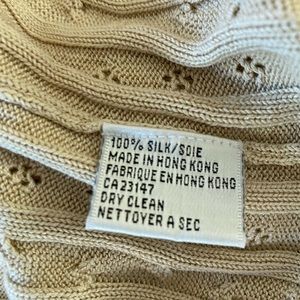 100% SILK/SOIE
MADE IN HONG KONG
FABRIQUE EN HONG KONG
CA23147
DRY CLEAN
NETTOYER A SEC